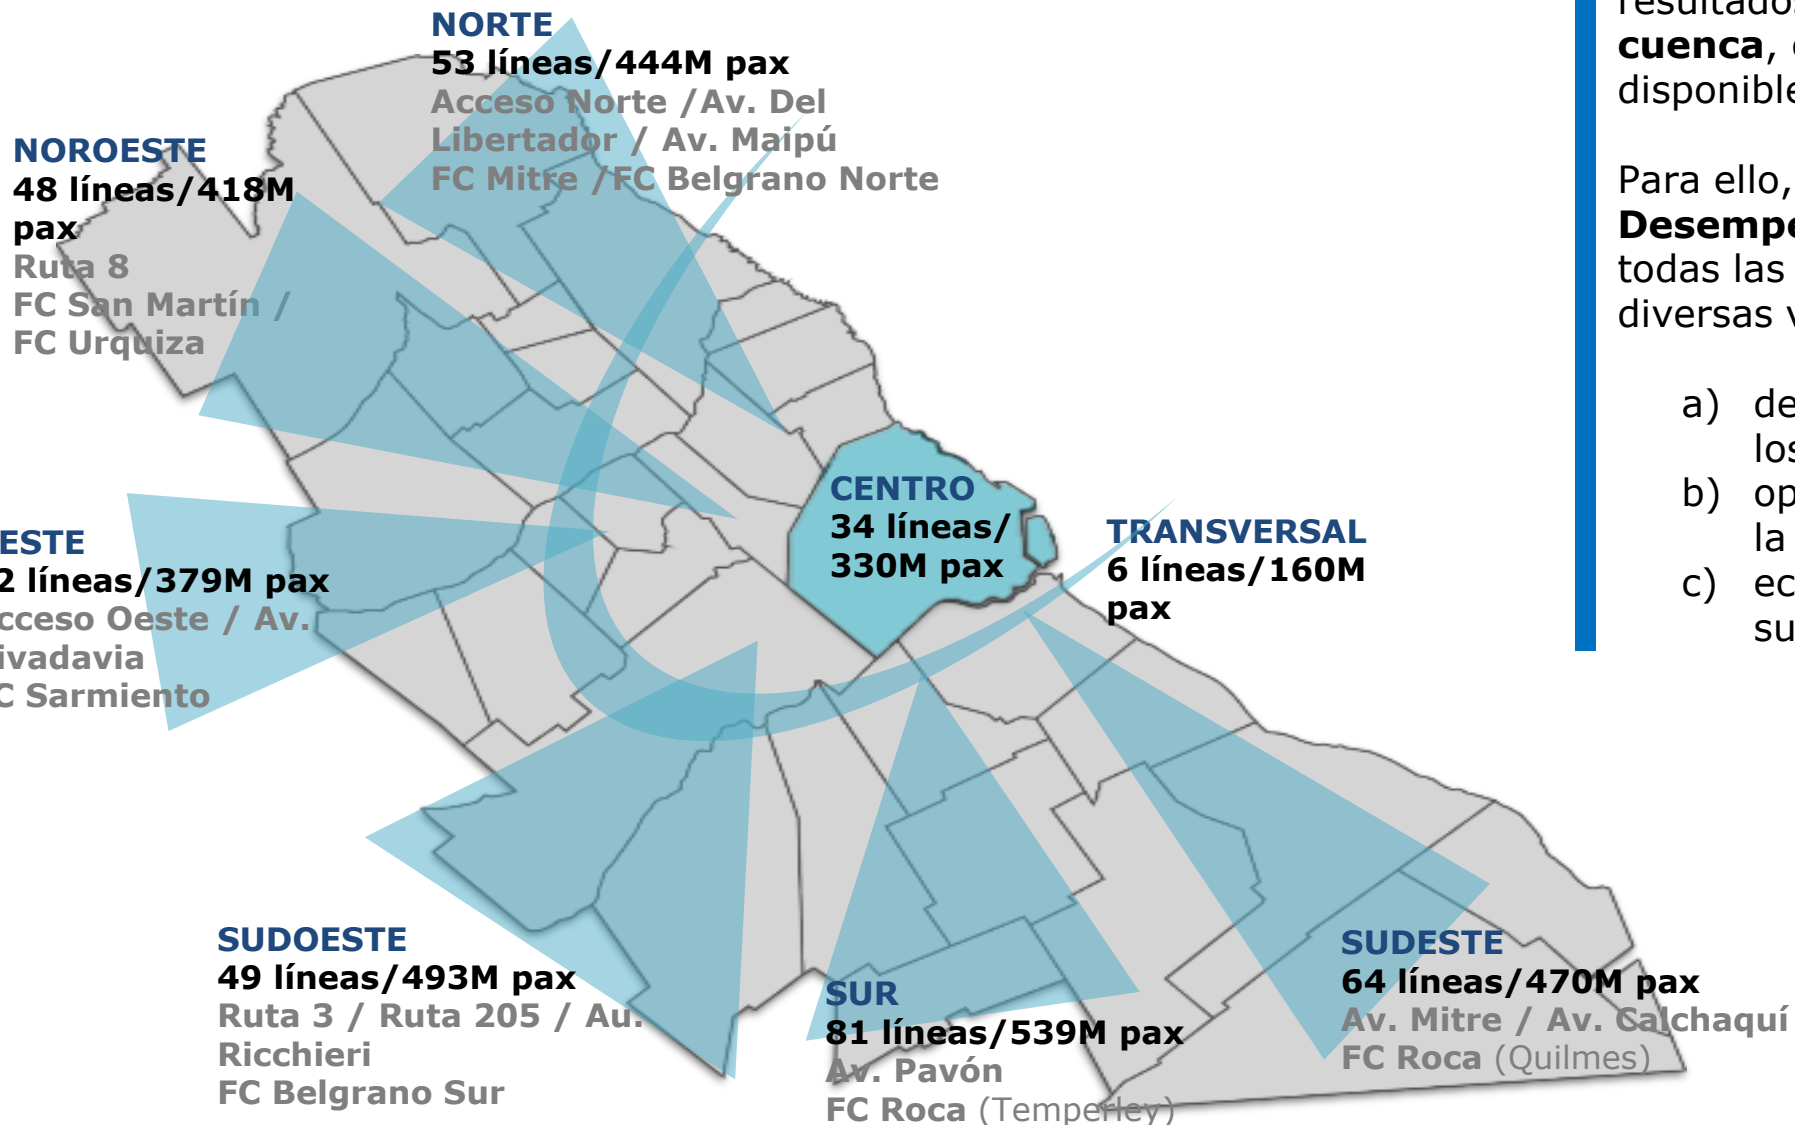 NORTE
53 líneas/444M pax
Acceso Norte /Av. Del
Libertador / Av. Maipú
FC Mitre /FC Belgrano Norte
NOROESTE
48 líneas/418M
pax
Ruta 8
FC San Martín /
FC Urquiza
ESTE
2 líneas/379M pax
cceso Oeste / Av.
ivadavia
C Sarmiento
CENTRO
34 líneas/
330M pax
TRANSVERSAL
6 líneas/160M
pax
SUDOESTE
49 líneas/493M pax
Ruta 3 / Ruta 205 / Au.
Ricchieri
FC Belgrano Sur
SUR
81 líneas/539M pax
Av. Pavón
FC Roca (Temperley)
SUDESTE
64 líneas/470M pax
Av. Mitre / Av. Calchaquí
FC Roca (Quilmes)
resultados
cuenca,
disponible
Para ello,
Desempe
todas las
diversas v
a) de
los
b) op
la
c) ec
su